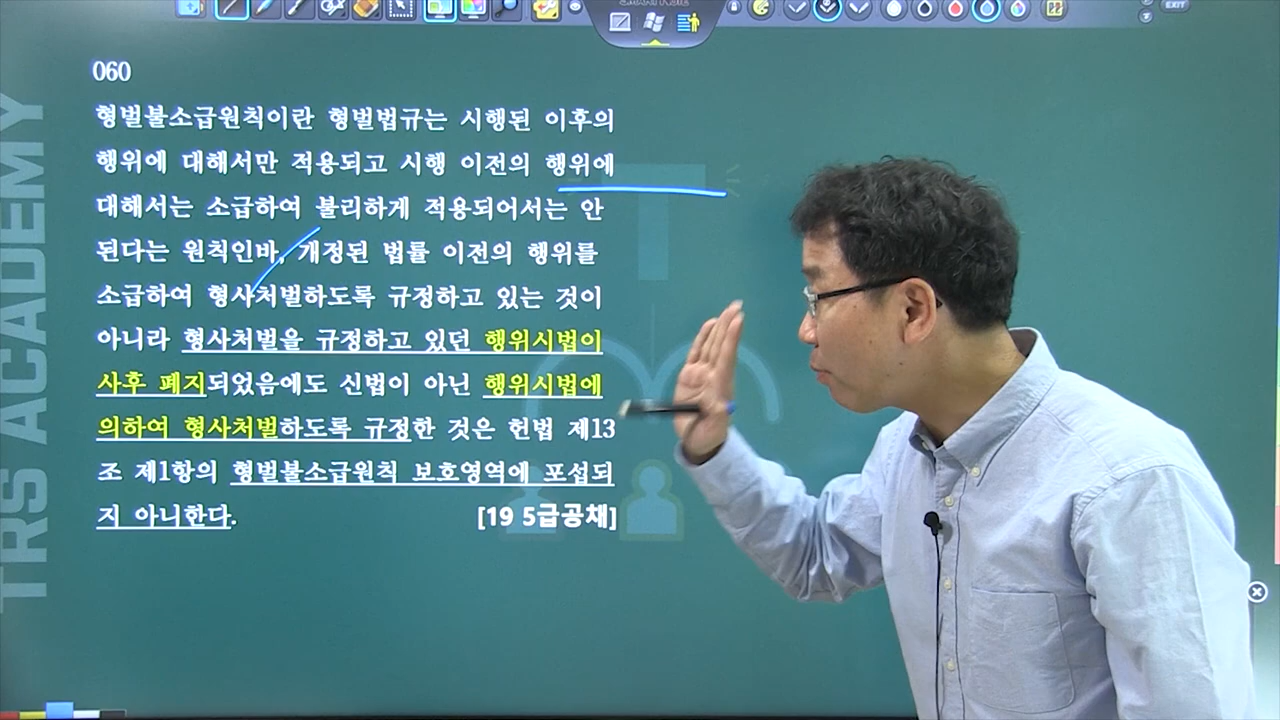 060
형벌불소급원칙이란 형벌법규는 시행된 이후의
행위에 대해서만 적용되고 시행 이전의 행위에
대해서는 소급하여 불리하게 적용되어서는 안
된다는 원칙인바, 개정된 법률 이전의 행위를
소급하여 형사처벌하도록 규정하고 있는 것이
아니라 형사처벌을 규정하고 있던 행위시법이
사후 폐지되었음에도 신법이 아닌 행위시법에
의하여 형사처벌하도록 규정한 것은 헌법 제13
조 제1항의 형벌불소급원칙 보호영역에 포섭되
지 아니한다.
[19 5급공채]
TRS ACADEMY
EXIT